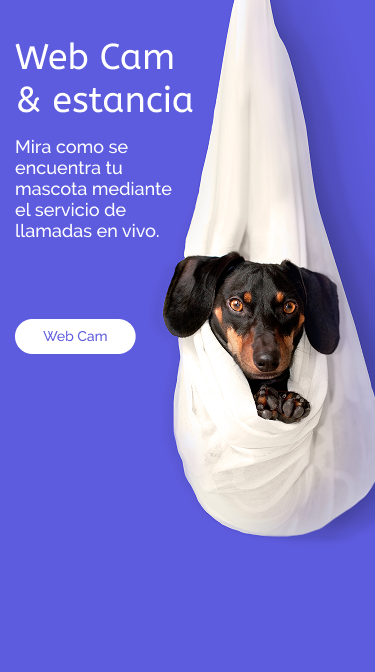 Web Cam
& estancia
Mira como se
encuentra tu
mascota mediante
el servicio de
llamadas en vivo.
Web Cam